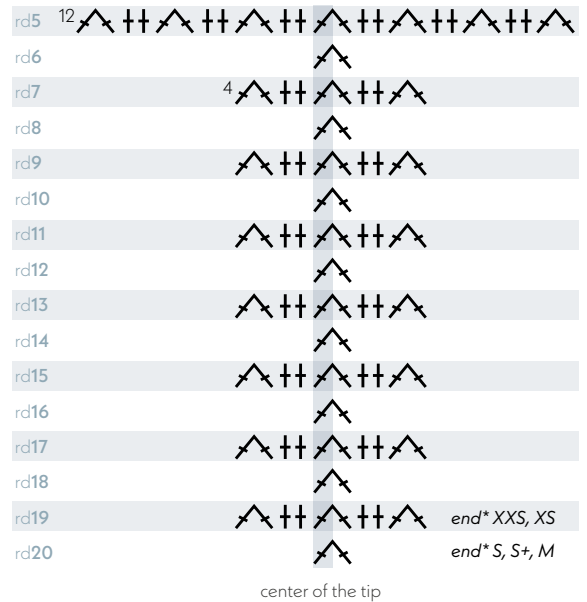 rd5 12
rd6
rd7 4
rd8
rd9
rd10
rd11
rd12
rd13
rd14
rd15
rd16
rd17
rd18
rd19 end* XXS, XS
rd20 end* S, S+, M
center of the tip